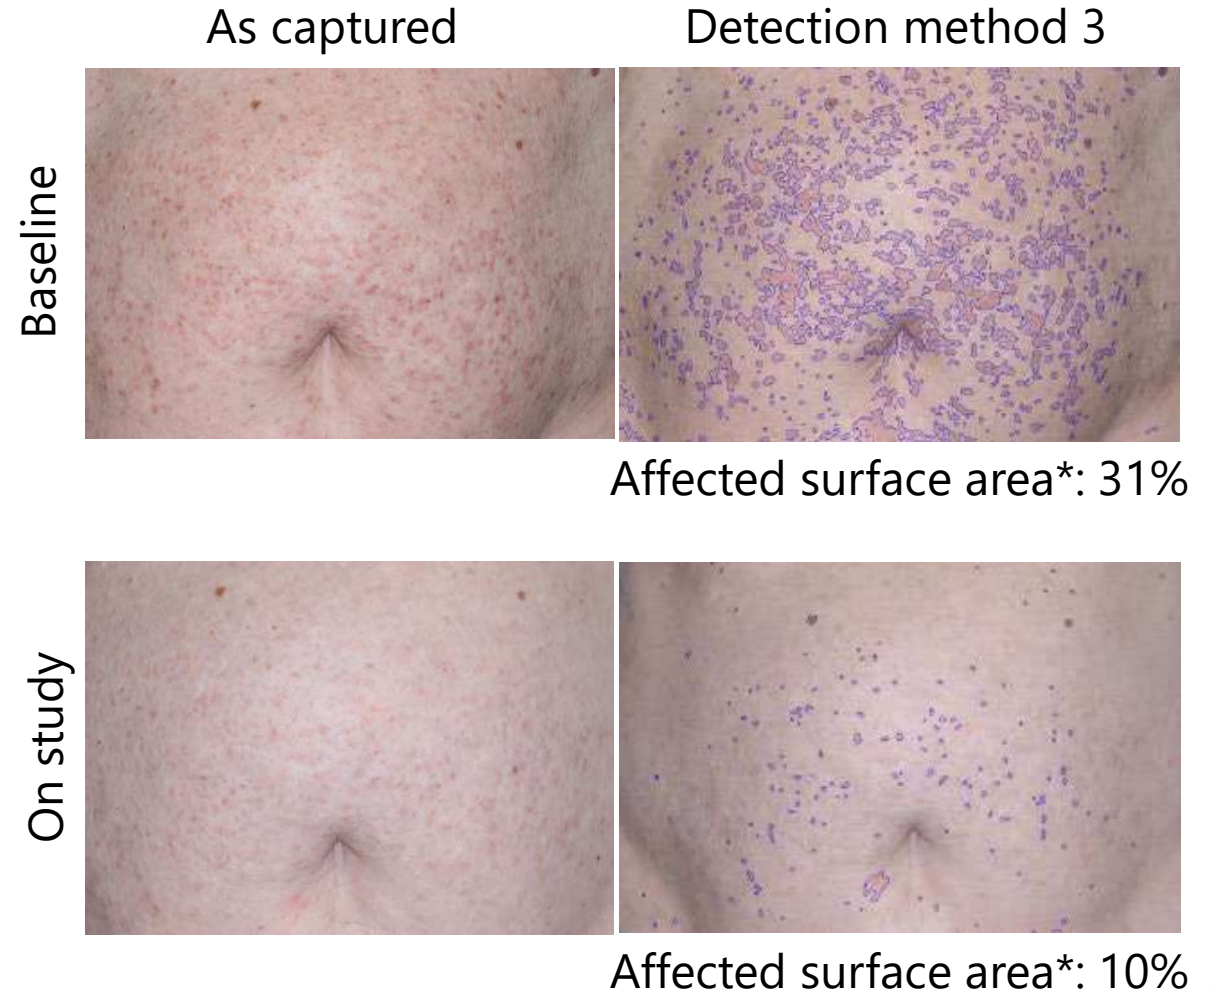 As captured
Detection method 3
Baseline
Affected surface area*: 31%
On study
Affected surface area*: 10%